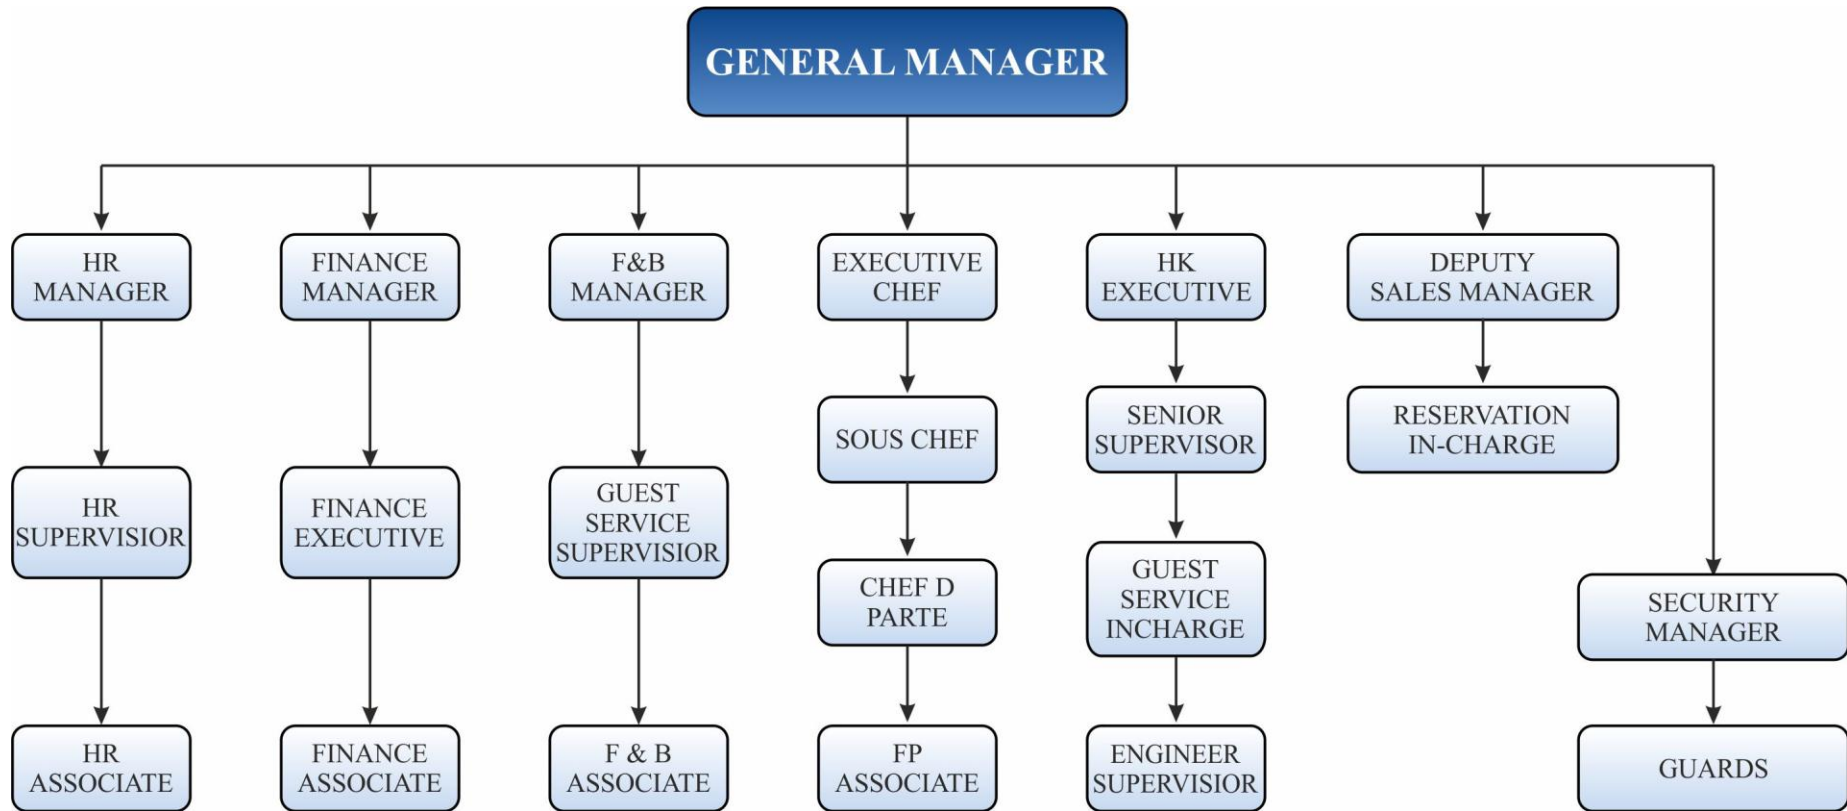 GENERAL MANAGER
HR
MANAGER
FINANCE
MANAGER
F&B
MANAGER
EXECUTIVE
CHEF
HK
EXECUTIVE
DEPUTY
SALES MANAGER
SOUS CHEF
SENIOR
SUPERVISOR
RESERVATION
IN-CHARGE
HR
SUPERVISIOR
FINANCE
EXECUTIVE
GUEST
SERVICE
SUPERVISIOR
CHEF D
PARTE
GUEST
SERVICE
INCHARGE
SECURITY
MANAGER
HR
ASSOCIATE
FINANCE
ASSOCIATE
F & B
ASSOCIATE
FP
ASSOCIATE
ENGINEER
SUPERVISIOR
GUARDS